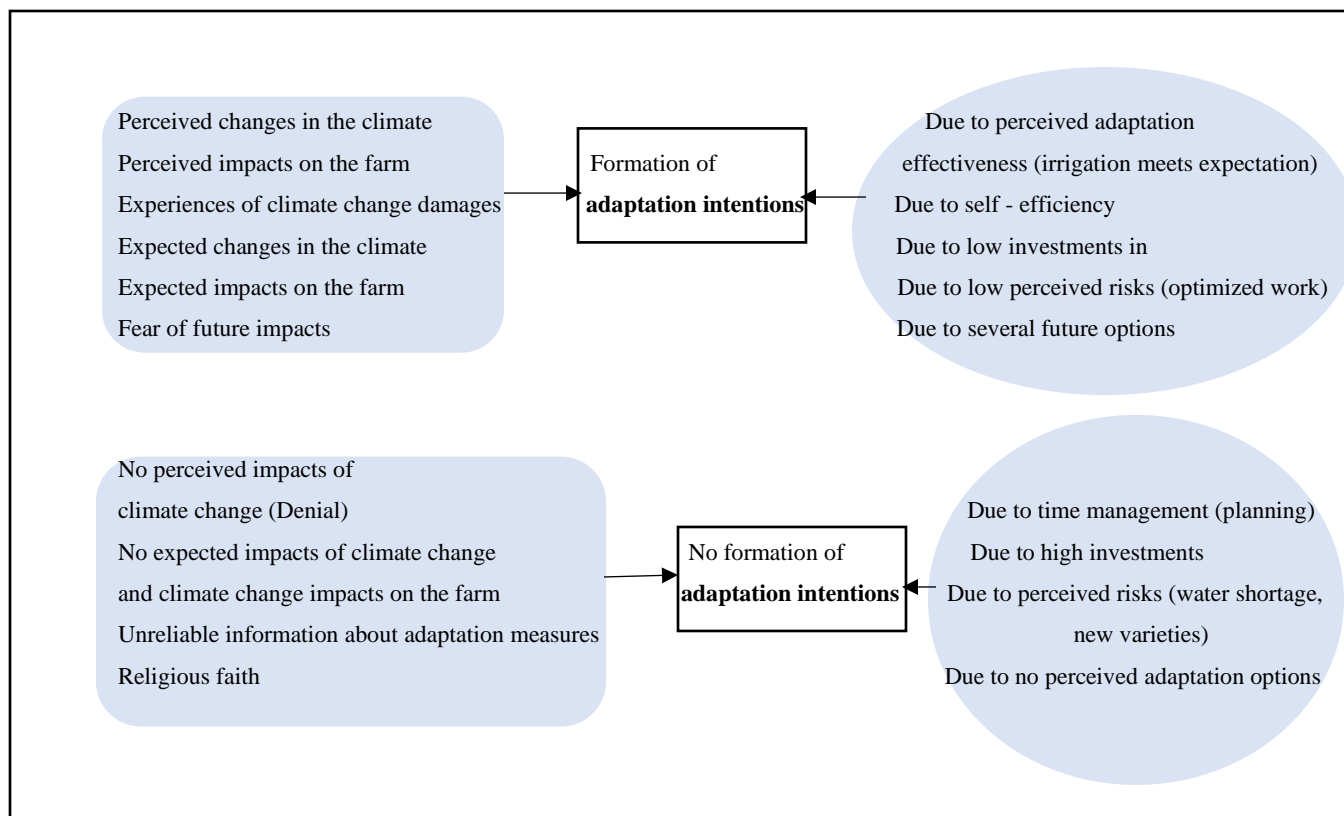 Perceived changes in the climate
Perceived impacts on the farm
Experiences of climate change damages
Expected changes in the climate
Expected impacts on the farm
Fear of future impacts
Formation of
adaptation intentions
Due to perceived adaptation
effectiveness (irrigation meets expectation)
Due to self - efficiency
Due to low investments in
Due to low perceived risks (optimized work)
Due to several future options
No perceived impacts of
climate change (Denial)
No expected impacts of climate change
and climate change impacts on the farm
Unreliable information about adaptation measures
Religious faith
No formation of
adaptation intentions
Due to time management (planning)
Due to high investments
Due to perceived risks (water shortage,
new varieties)
Due to no perceived adaptation options